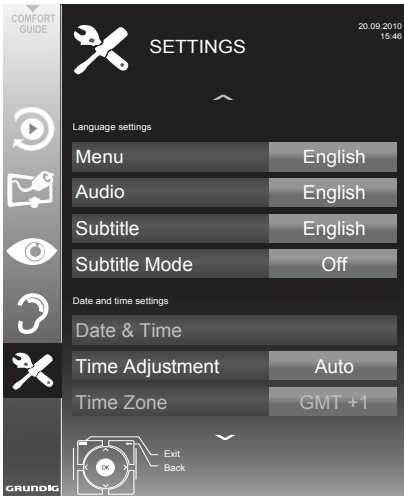 COMFORT
GUIDE
SETTINGS
20.09.2010
15:46
Language settings
Menu English
Audio English
Subtitle English
Subtitle Mode Off
Date and time settings
Date & Time
Time Adjustment Auto
Time Zone GMT +1
Exit
Back
OK
GRUNDIG